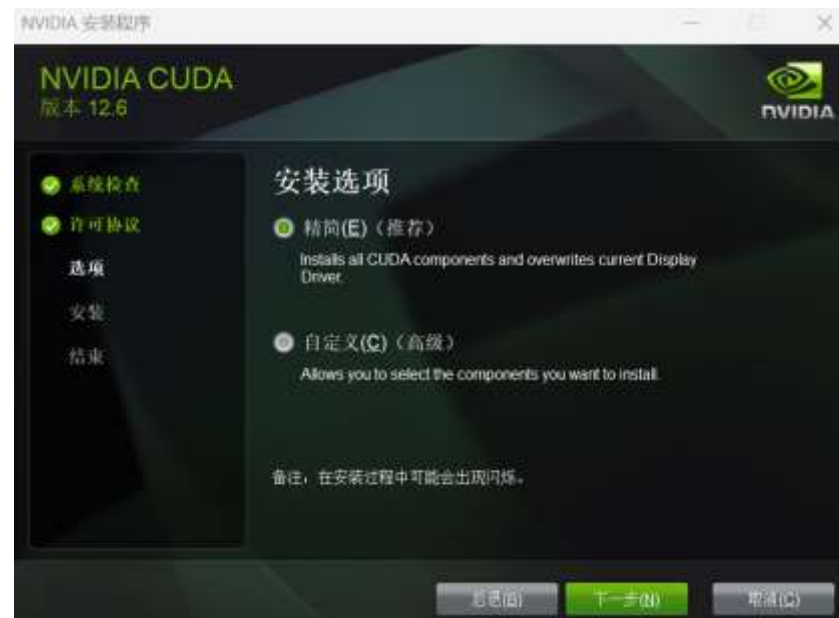 NVIDIA 安装程序
NVIDIA CUDA
版本 12.6
NVIDIA
系统检查
许可协议
选项
安装
结束
安装选项
精简(E)（推荐）
Installs all CUDA components and overwrites current Display
Driver.
自定义(C)（高级）
Allows you to select the components you want to install.
备注，在安装过程中可能会出现闪烁。
后退(B)
下一步(N)
取消(C)